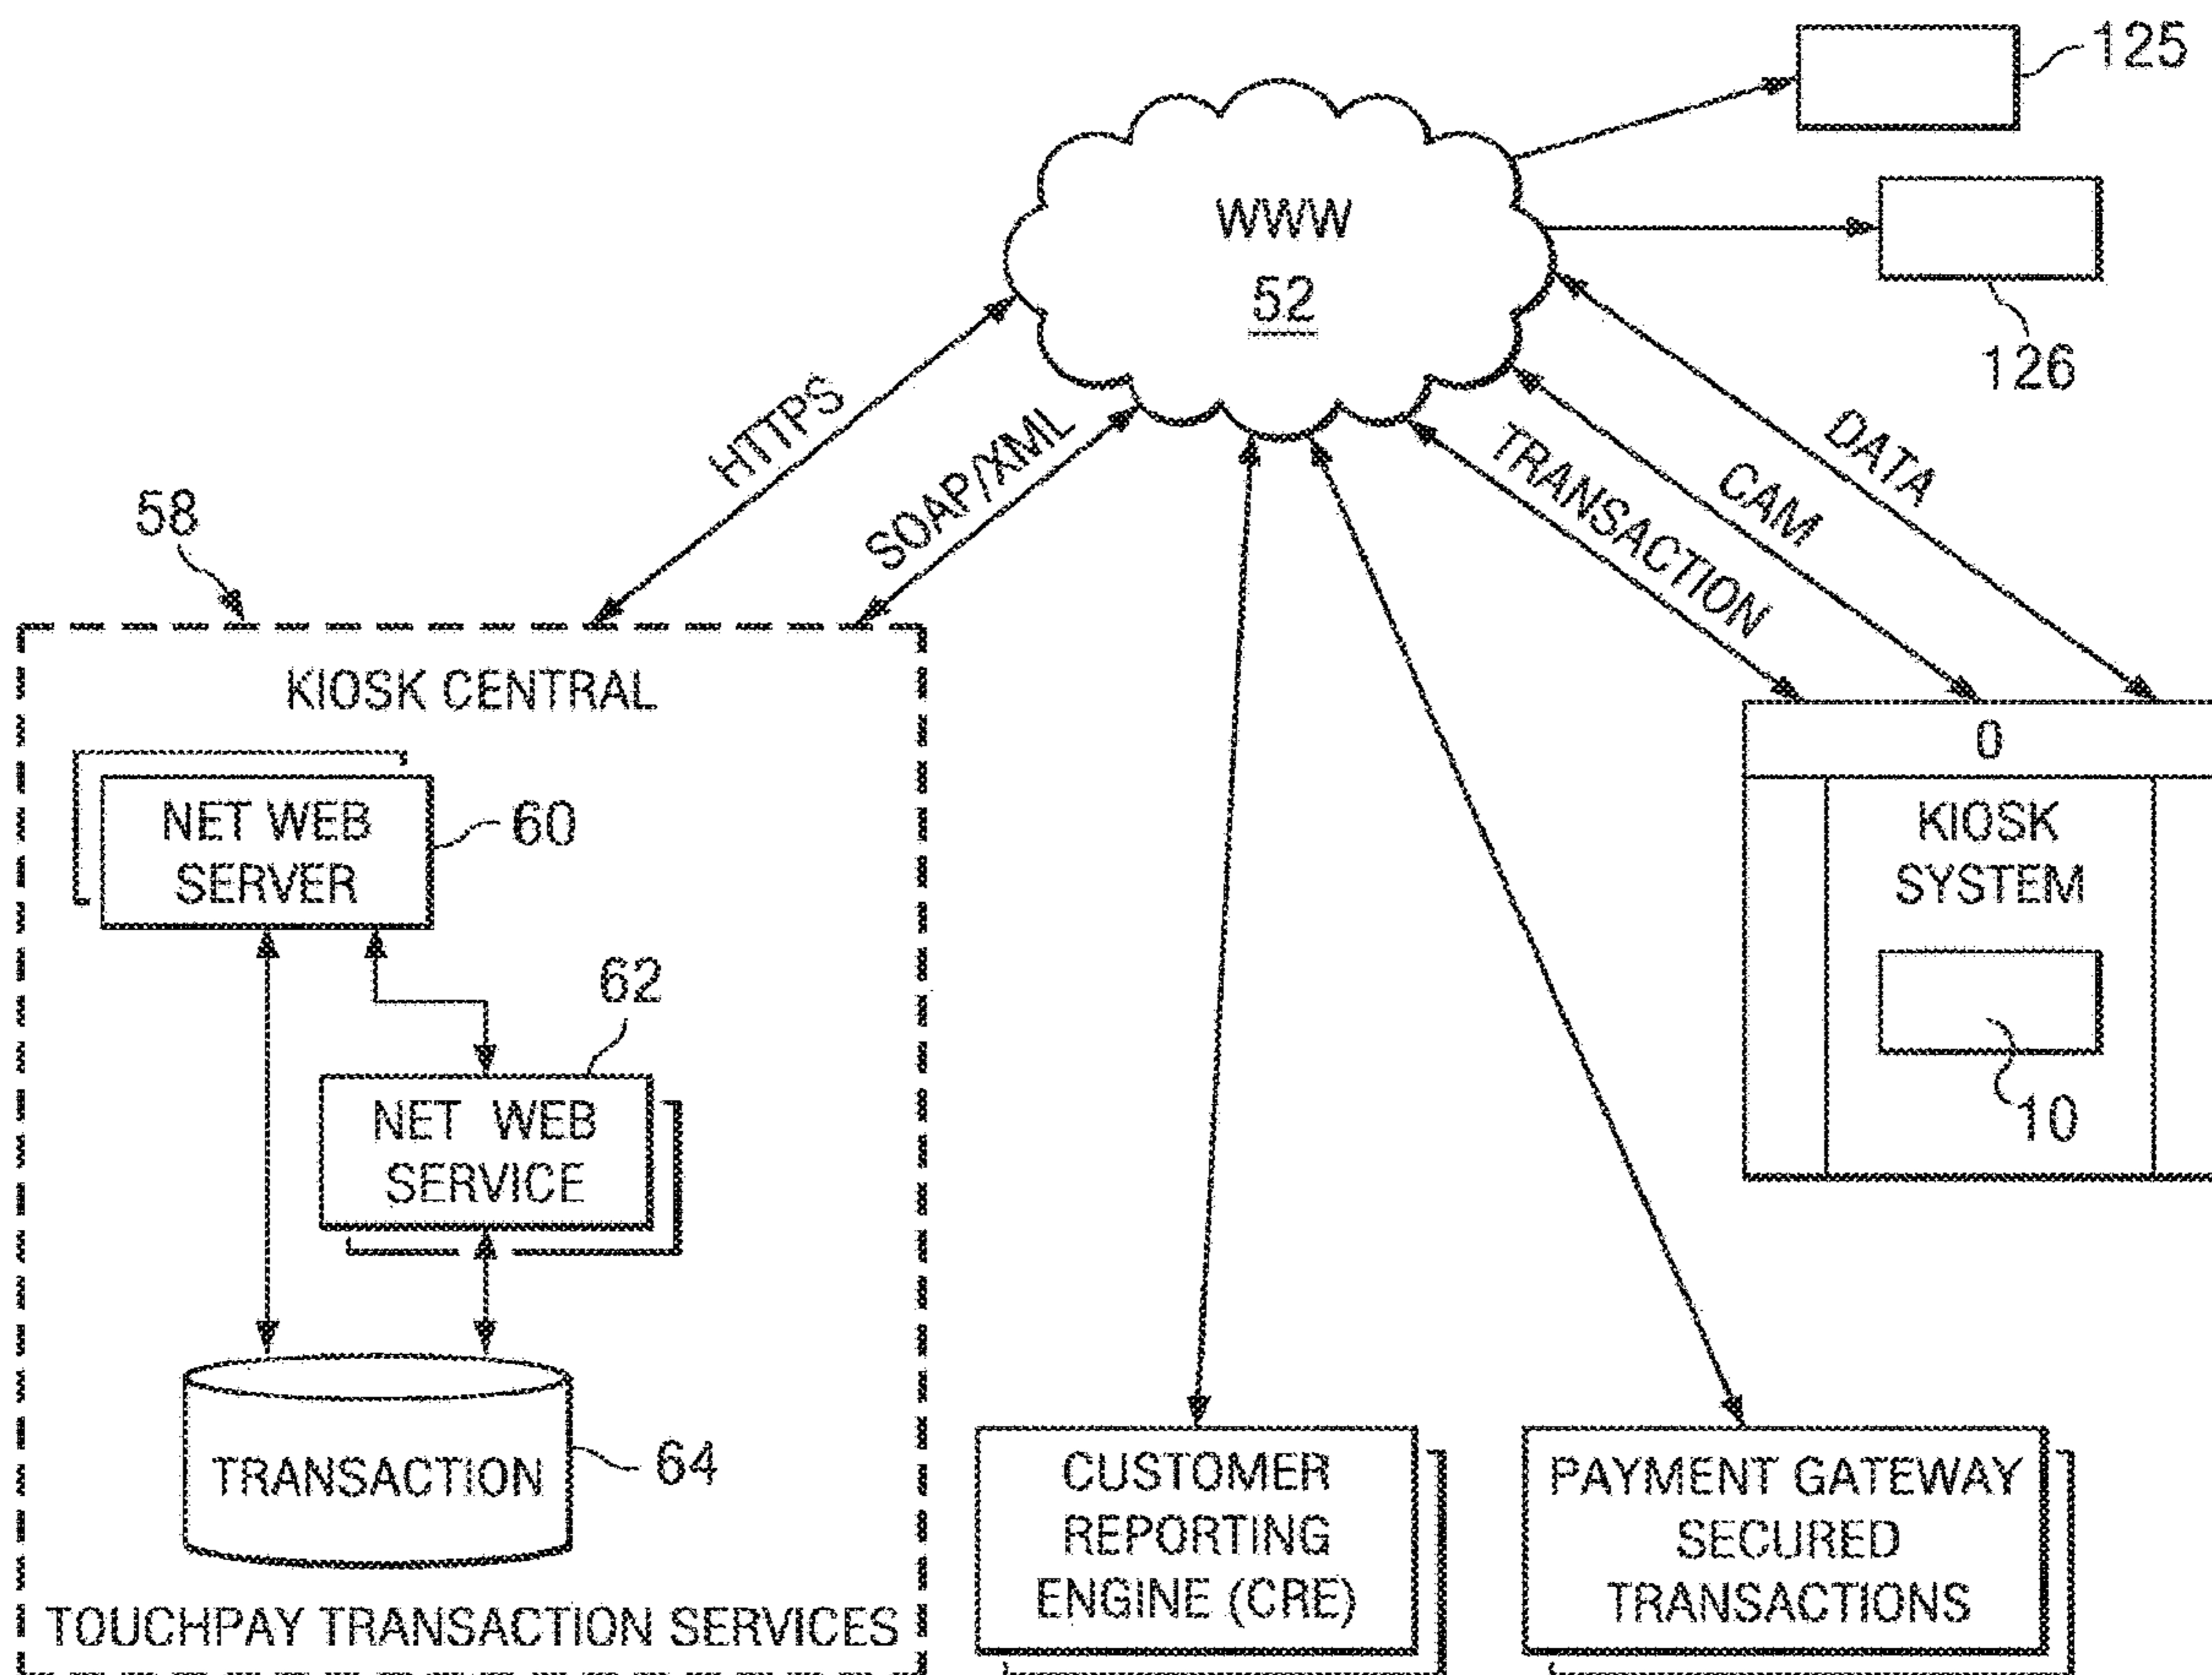 125
WWW
52
126
HTTPS
SOAP/XML
TRANSACTION
CAM
DATA
58
KIOSK CENTRAL
0
NET WEB
SERVER
60
KIOSK
SYSTEM
62
10
NET WEB
SERVICE
TRANSACTION
64
CUSTOMER
REPORTING
ENGINE (CRE)
PAYMENT GATEWAY
SECURED
TRANSACTIONS
TOUCHPAY TRANSACTION SERVICES